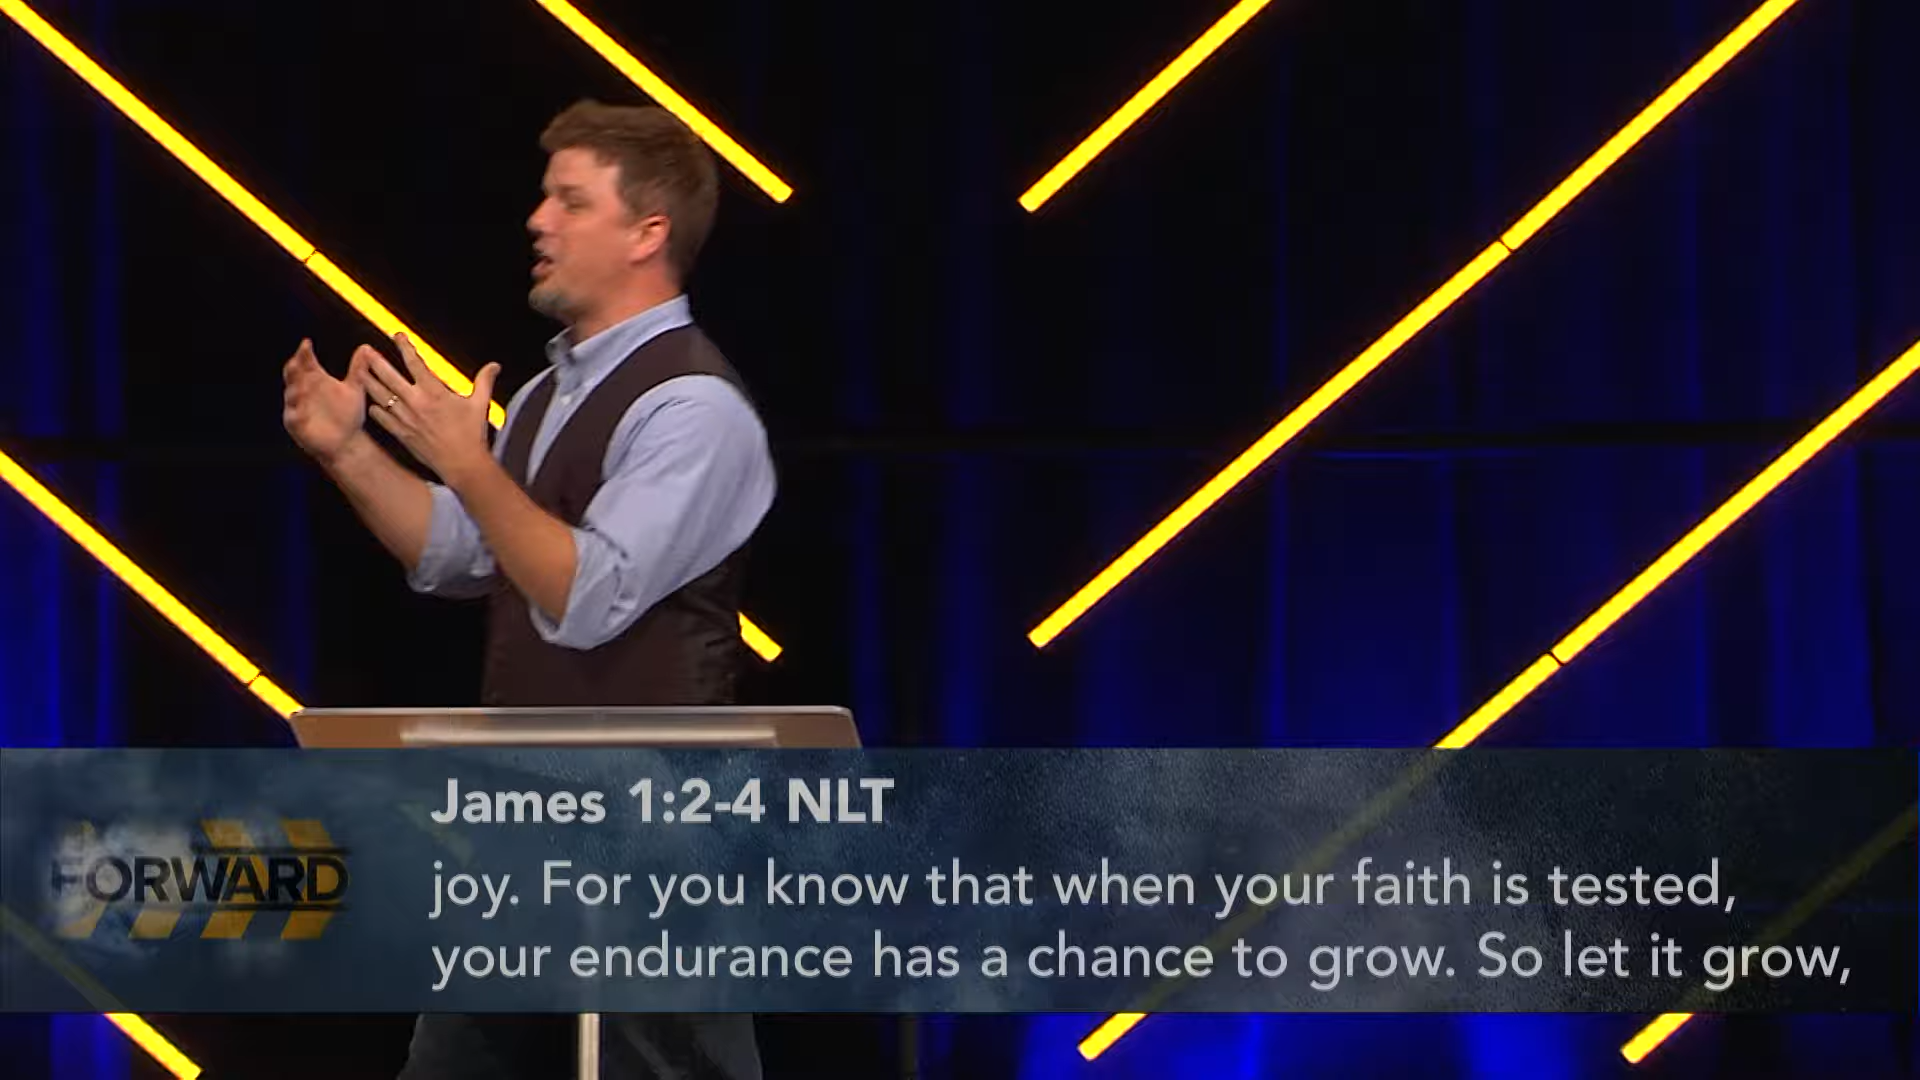 James 1:2-4 NLT
FORWARD
joy. For you know that when your faith is tested,
your endurance has a chance to grow. So let it grow,